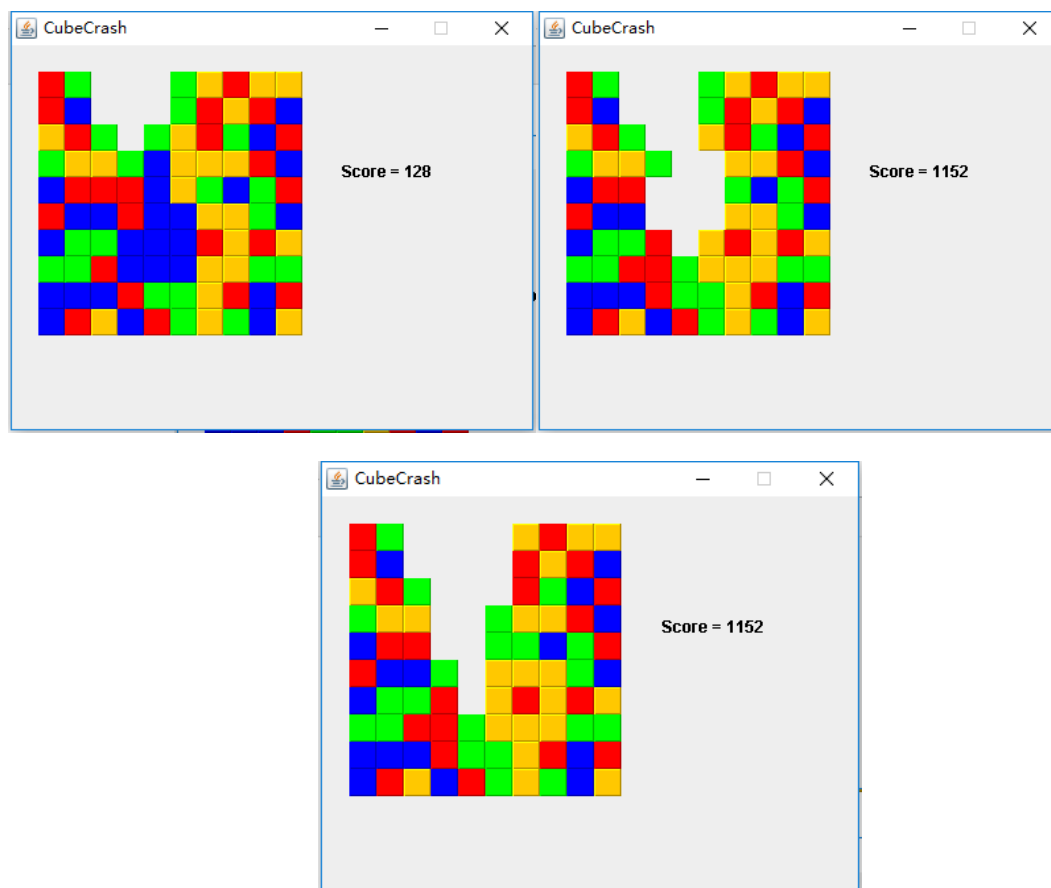 CubeCrash
Score = 128
CubeCrash
Score = 1152
CubeCrash
Score = 1152